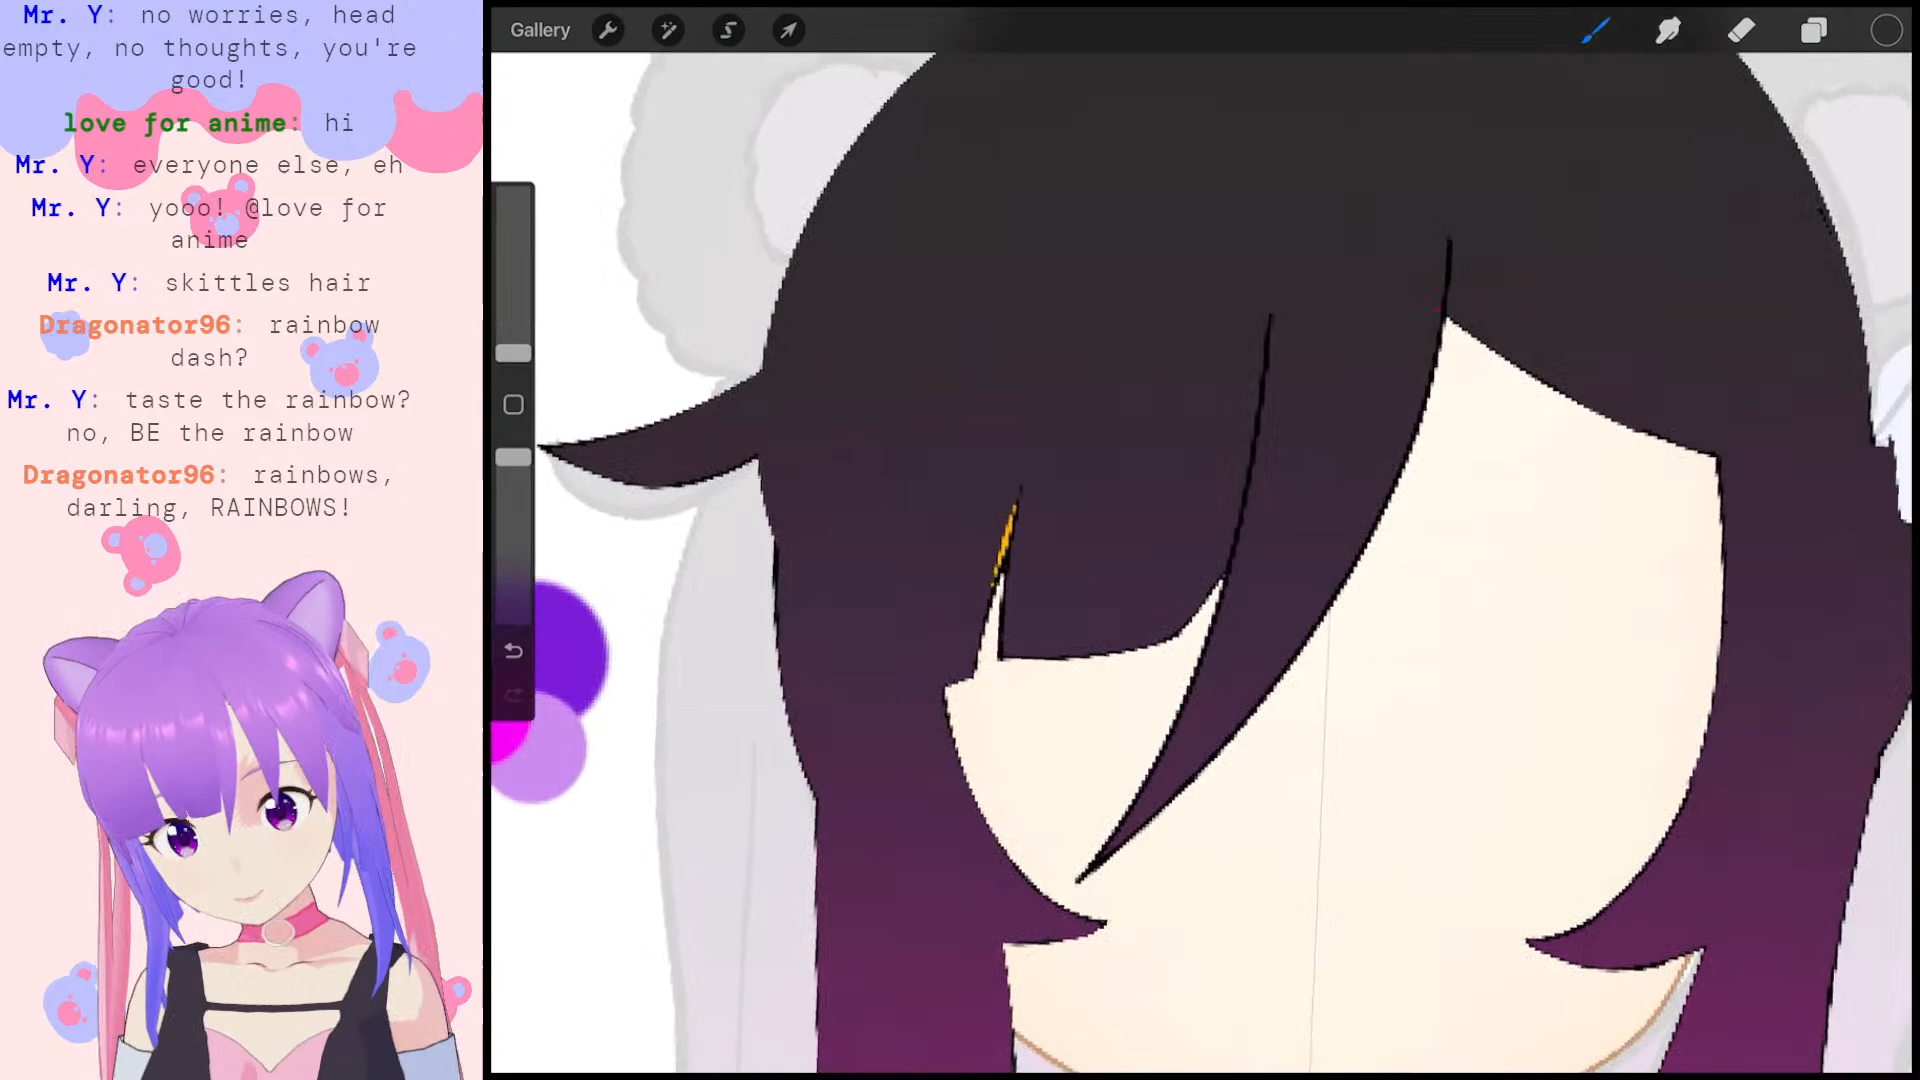 Mr. Y: no worries, head
empty, no thoughts, you're
good!
love for anime: hi
Mr. Y: everyone else, eh
Mr. Y: yooo! @love for
anime
Mr. Y: skittles hair
Dragonator96: rainbow
dash?
Mr. Y: taste the rainbow?
no, BE the rainbow
Dragonator96: rainbows,
darling, RAINBOWS!
Gallery